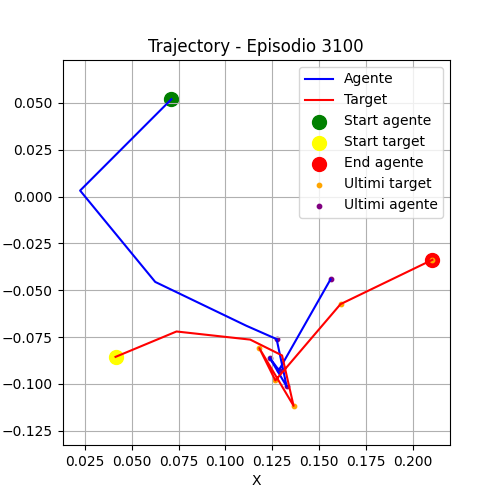 Trajectory - Episodio 3100
Agente
Target
Start agente
Start target
End agente
Ultimi target
Ultimi agente
0.050
0.025
0.000
−0.025
−0.050
−0.075
−0.100
−0.125
0.025 0.050 0.075 0.100 0.125 0.150 0.175 0.200
X